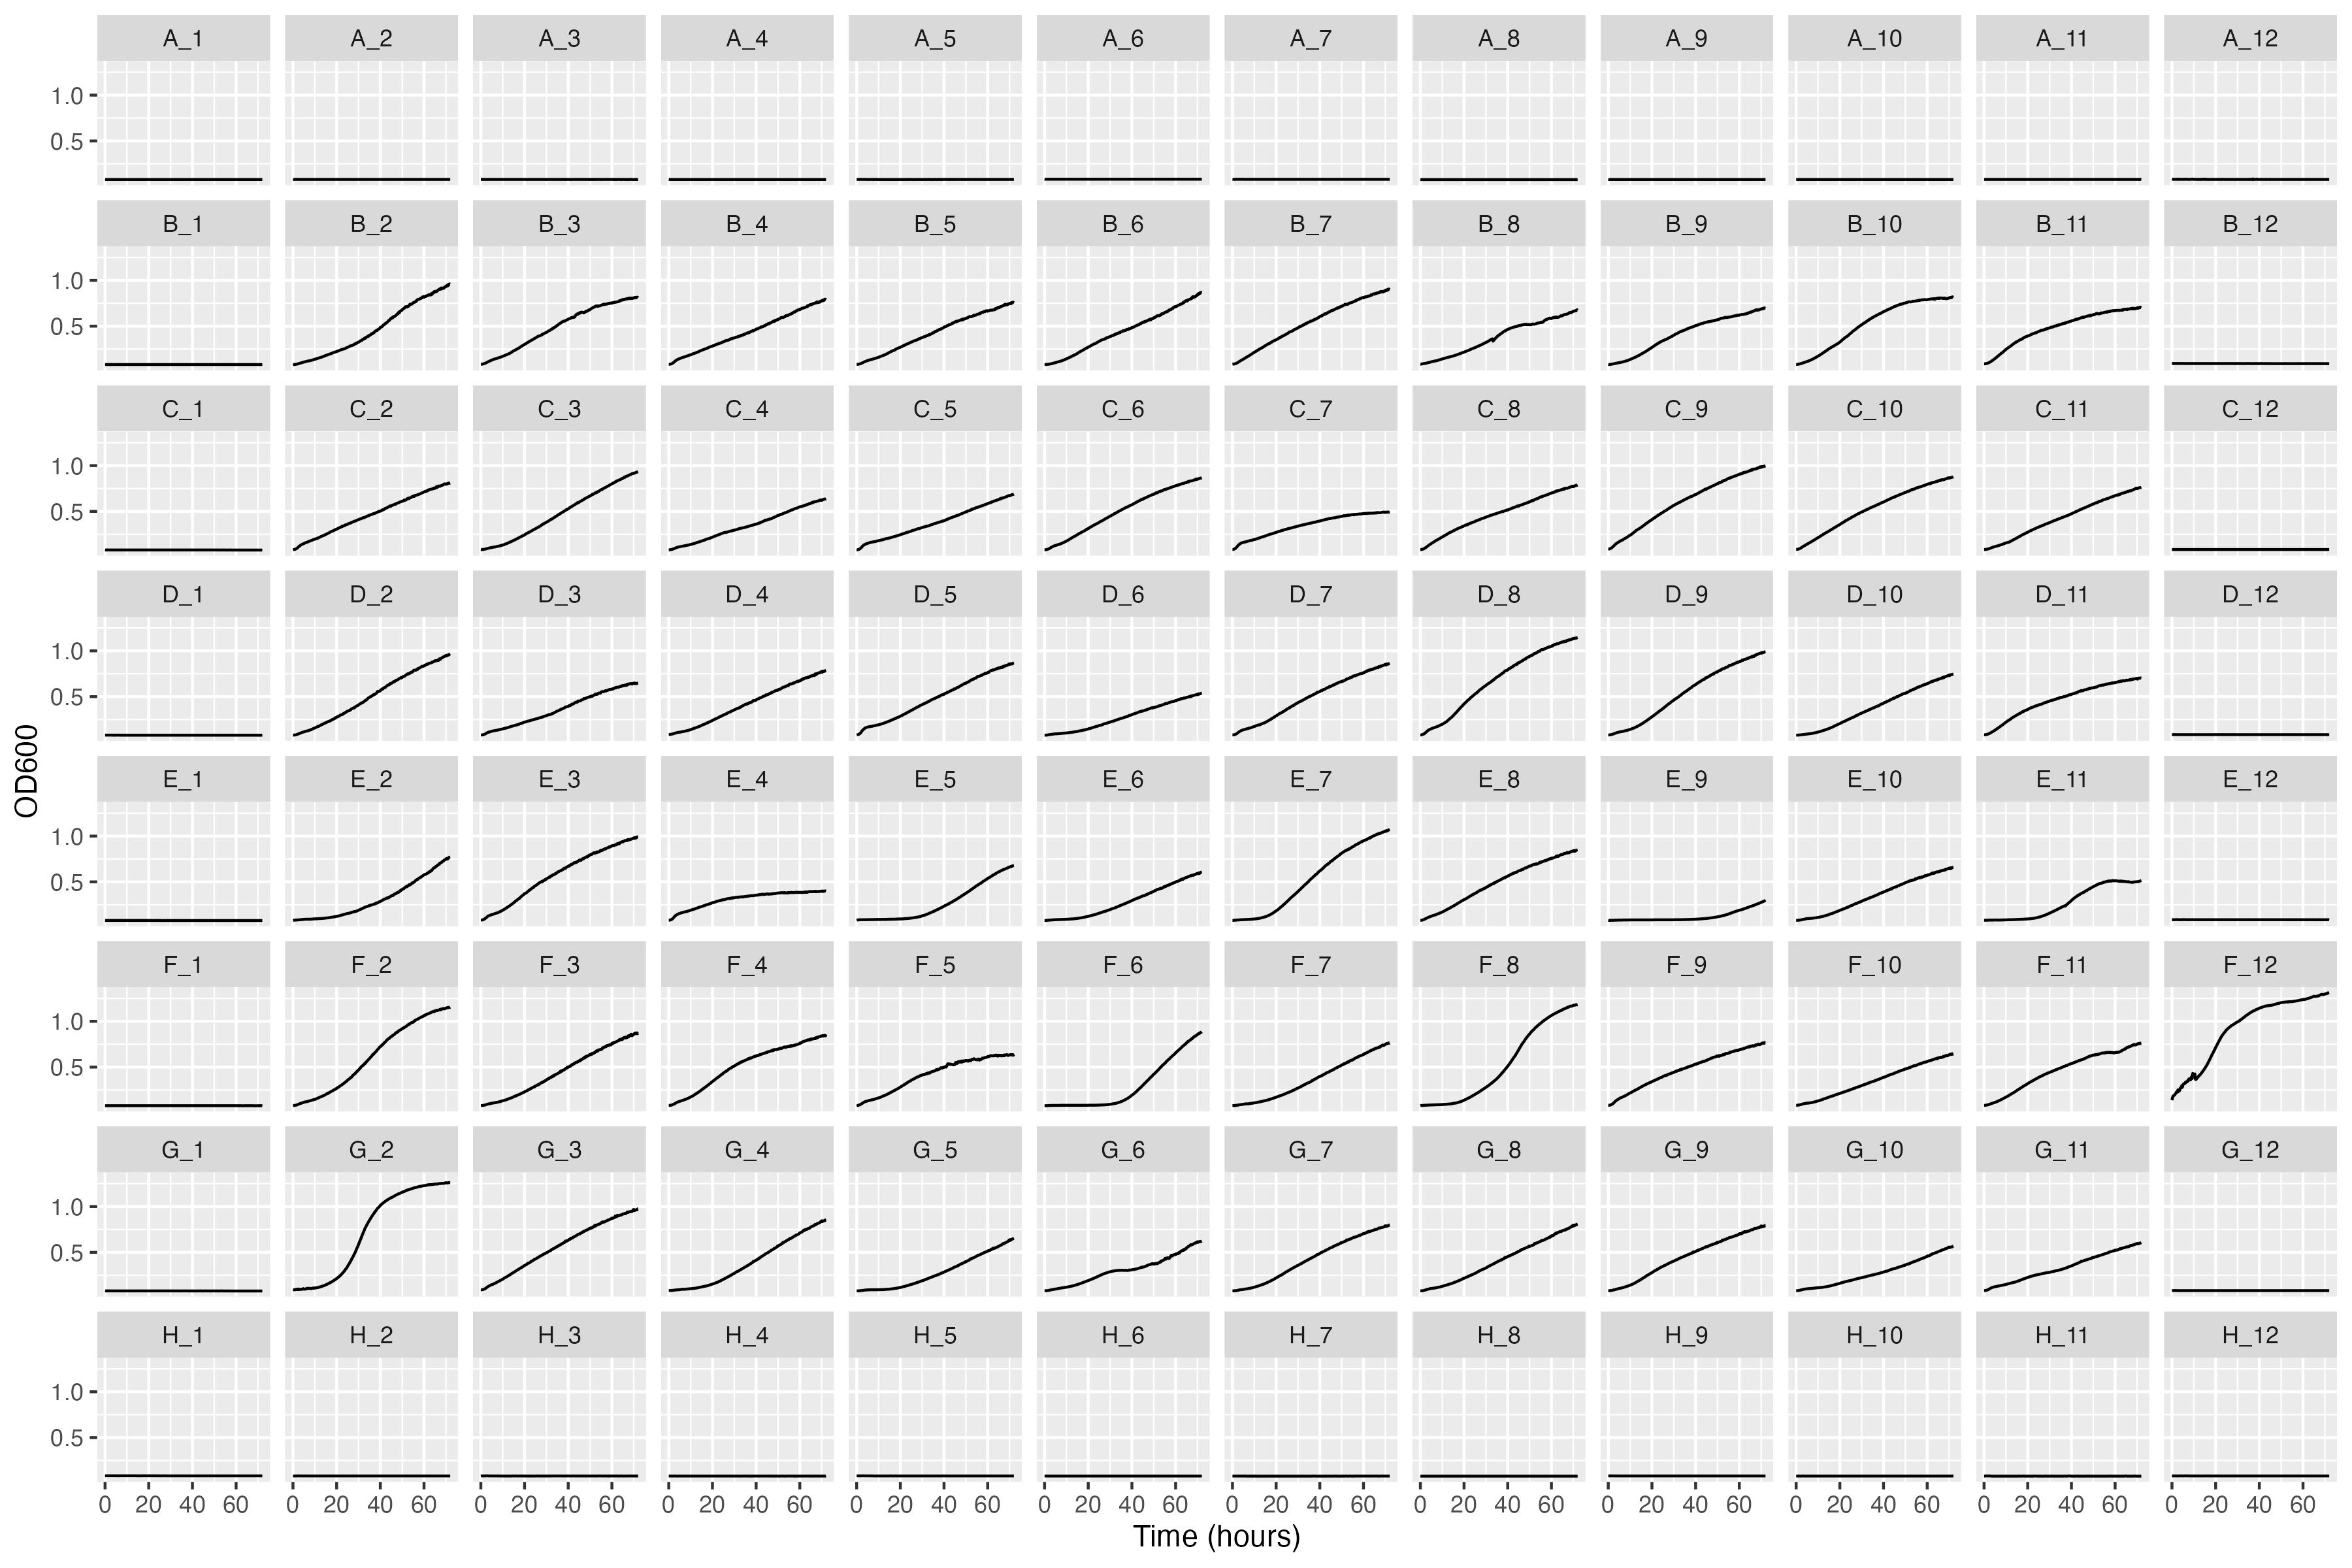 A_1 A_2 A_3 A_4 A_5 A_6 A_7 A_8 A_9 A_10 A_11 A_12
1.0
0.5
B_1 B_2 B_3 B_4 B_5 B_6 B_7 B_8 B_9 B_10 B_11 B_12
1.0
0.5
C_1 C_2 C_3 C_4 C_5 C_6 C_7 C_8 C_9 C_10 C_11 C_12
1.0
0.5
D_1 D_2 D_3 D_4 D_5 D_6 D_7 D_8 D_9 D_10 D_11 D_12
1.0
0.5
OD600
E_1 E_2 E_3 E_4 E_5 E_6 E_7 E_8 E_9 E_10 E_11 E_12
1.0
0.5
F_1 F_2 F_3 F_4 F_5 F_6 F_7 F_8 F_9 F_10 F_11 F_12
1.0
0.5
G_1 G_2 G_3 G_4 G_5 G_6 G_7 G_8 G_9 G_10 G_11 G_12
1.0
0.5
H_1 H_2 H_3 H_4 H_5 H_6 H_7 H_8 H_9 H_10 H_11 H_12
1.0
0.5
0 20 40 60 0 20 40 60 0 20 40 60 0 20 40 60 0 20 40 60 0 20 40 60 0 20 40 60 0 20 40 60 0 20 40 60 0 20 40 60 0 20 40 60 0 20 40 60
Time (hours)